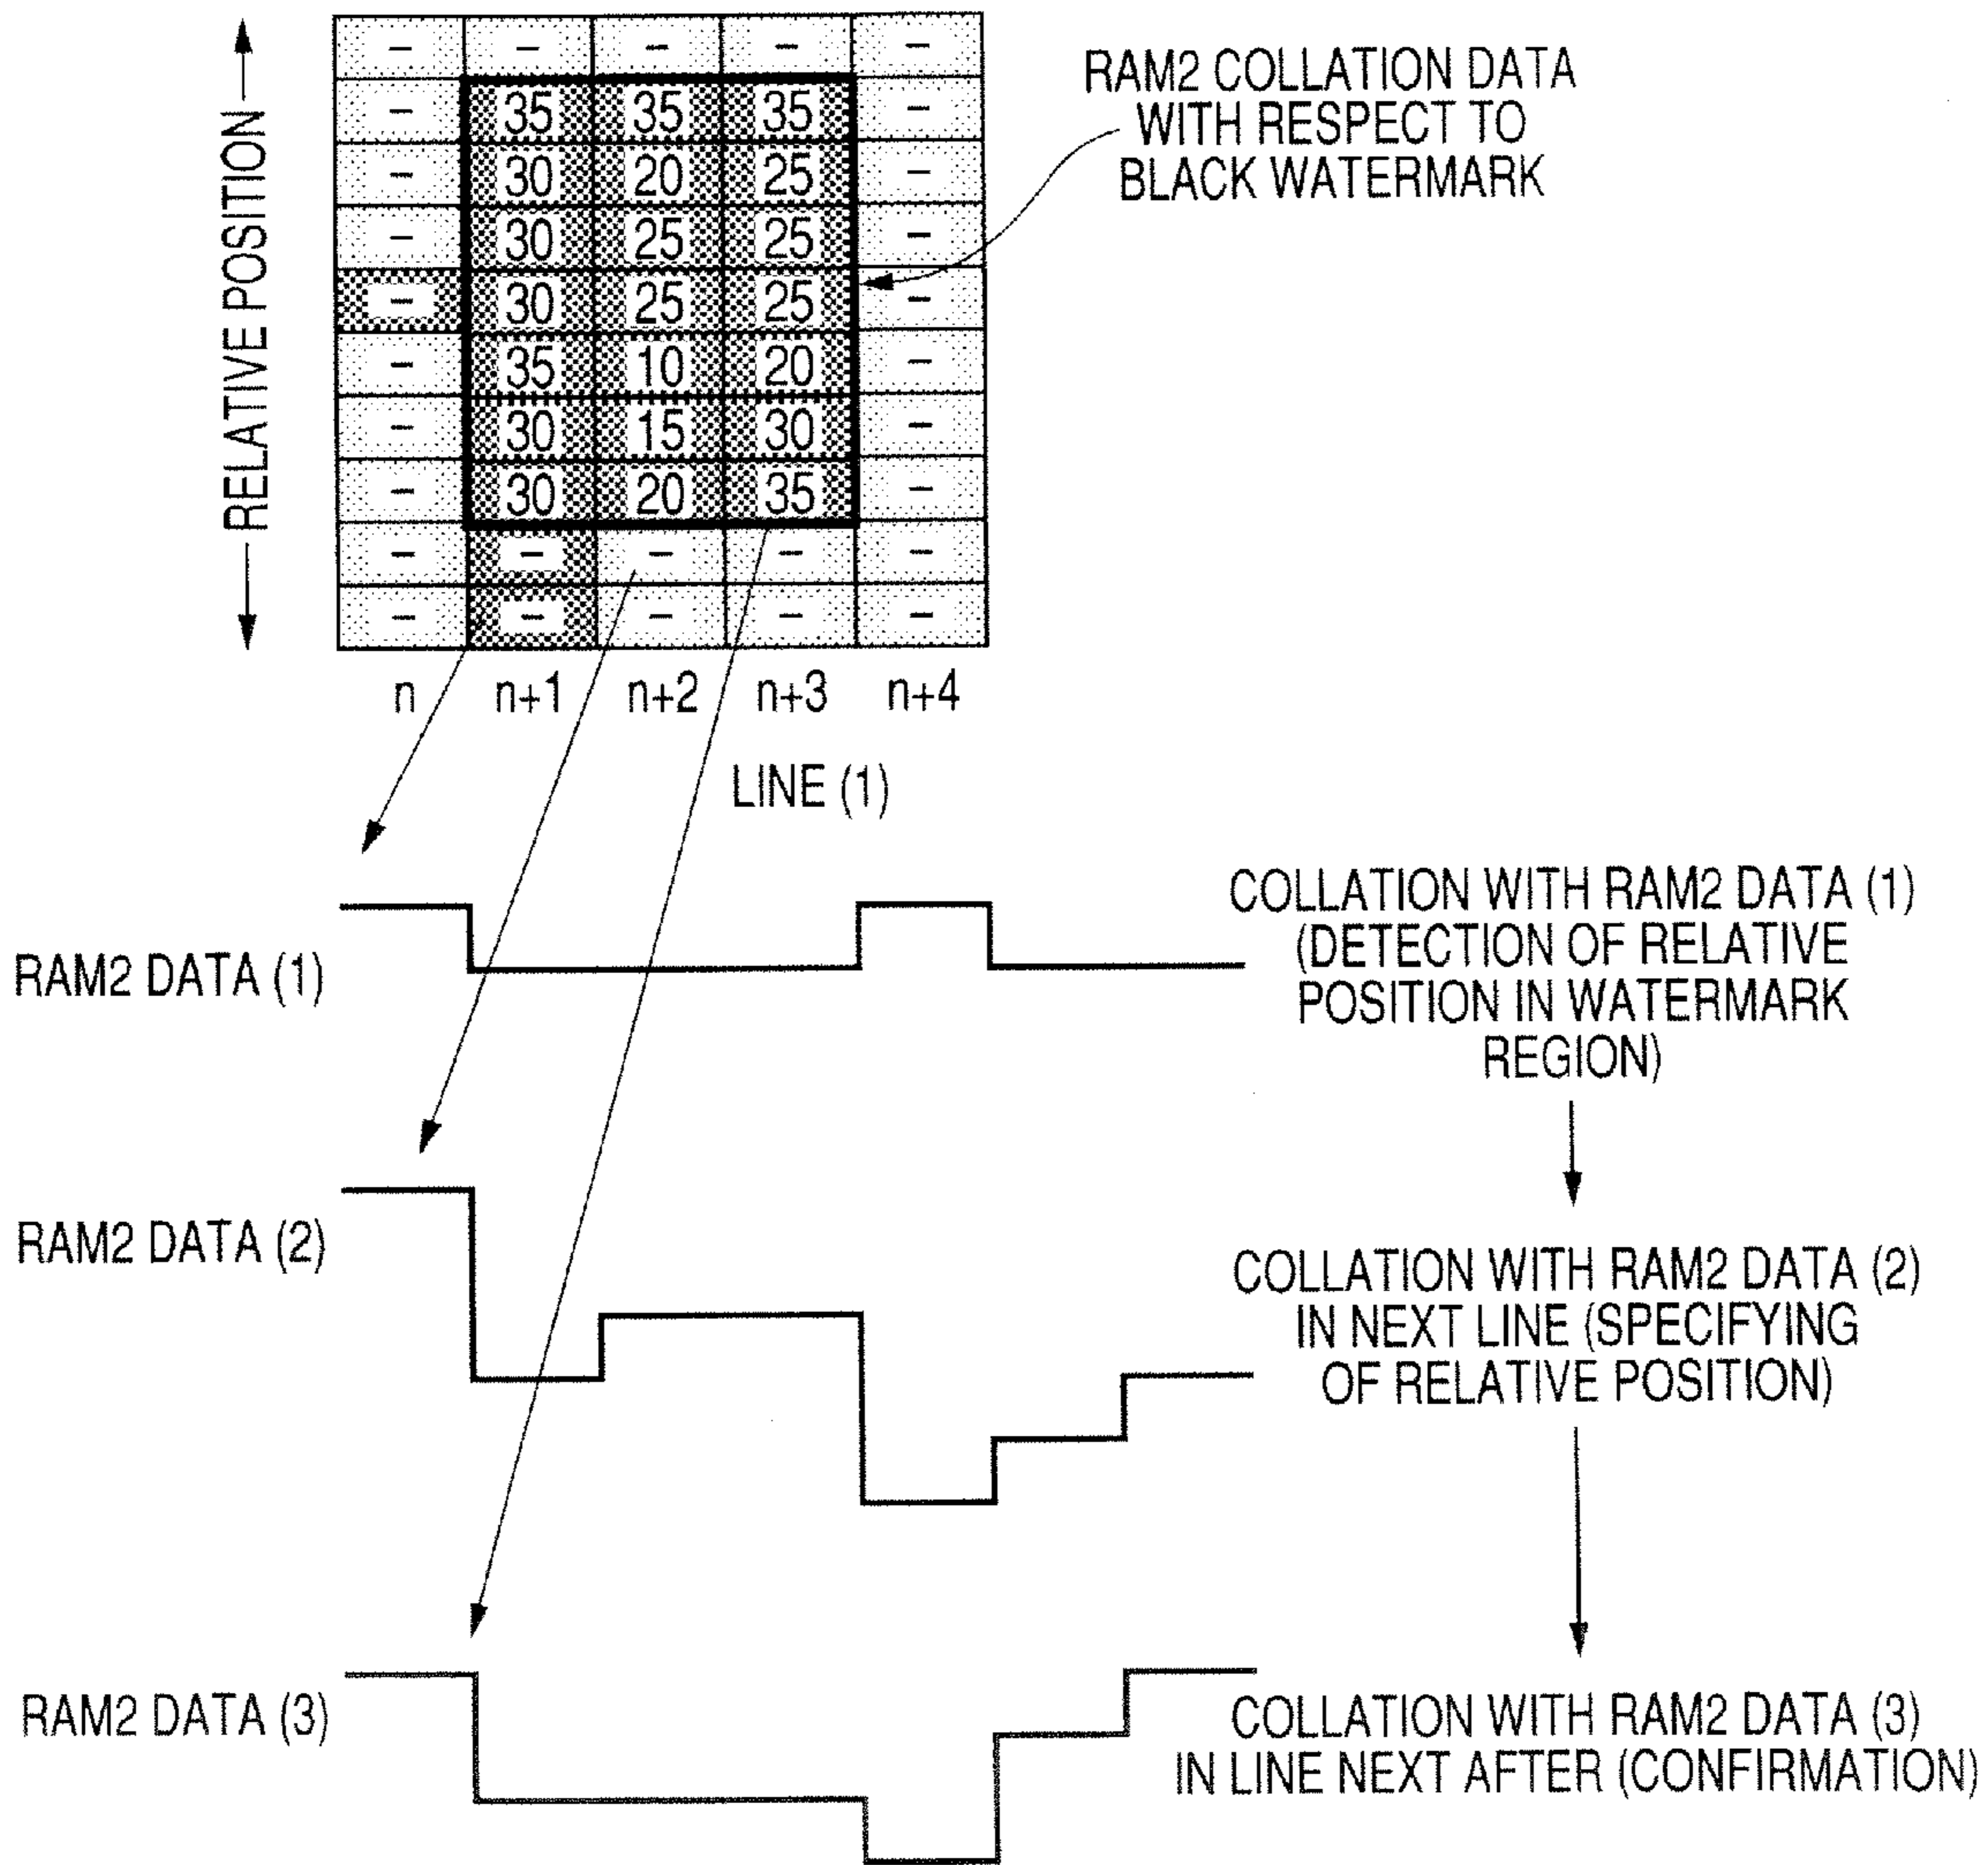 RELATIVE POSITION
- - - - -
- 35 35 35 -
- 30 20 25 -
- 30 25 25 -
- 30 25 25 -
- 35 10 20 -
- 30 15 30 -
- 30 20 35 -
- - - - -
- - - - -
n n+1 n+2 n+3 n+4
LINE (1)
RAM2 COLLATION DATA
WITH RESPECT TO
BLACK WATERMARK
RAM2 DATA (1)
COLLATION WITH RAM2 DATA (1)
(DETECTION OF RELATIVE
POSITION IN WATERMARK
REGION)
RAM2 DATA (2)
COLLATION WITH RAM2 DATA (2)
IN NEXT LINE (SPECIFYING
OF RELATIVE POSITION)
RAM2 DATA (3)
COLLATION WITH RAM2 DATA (3)
IN LINE NEXT AFTER (CONFIRMATION)